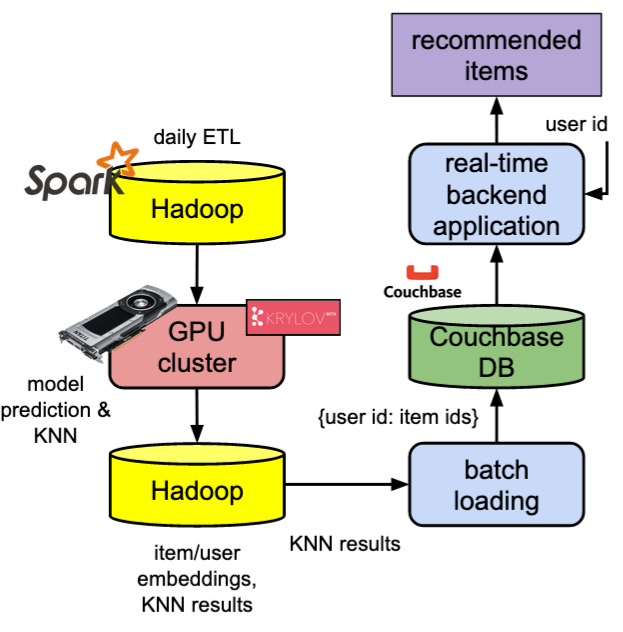 recommended
items
user id
real-time
backend
application
daily ETL
Spark
Hadoop
Couchbase
TITAN
GPU
cluster
KRYLOV BETA
Couchbase
DB
model
prediction &
KNN
{user id: item ids}
Hadoop
batch
loading
KNN results
item/user
embeddings,
KNN results